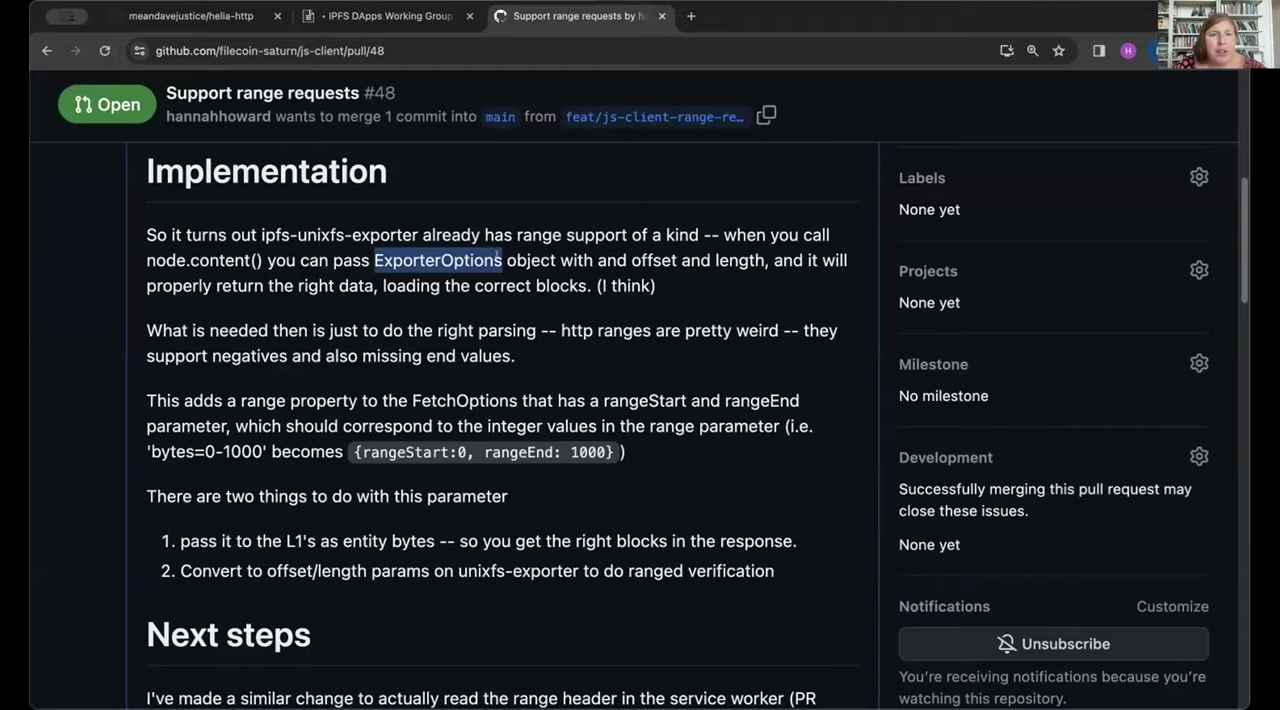 meandavejustice/helia-http
IPFS DApps Working Group
Support range requests by ha
github.com/filecoin-saturn/js-client/pull/48
H
Open
Support range requests #48
hannahhoward wants to merge 1 commit into main from feat/js-client-range-re…
Implementation
So it turns out ipfs-unixfs-exporter already has range support of a kind -- when you call
node.content() you can pass ExporterOptions object with and offset and length, and it will
properly return the right data, loading the correct blocks. (I think)
What is needed then is just to do the right parsing -- http ranges are pretty weird -- they
support negatives and also missing end values.
This adds a range property to the FetchOptions that has a rangeStart and rangeEnd
parameter, which should correspond to the integer values in the range parameter (i.e.
'bytes=0-1000' becomes {rangeStart:0, rangeEnd: 1000})
There are two things to do with this parameter
1. pass it to the L1's as entity bytes -- so you get the right blocks in the response.
2. Convert to offset/length params on unixfs-exporter to do ranged verification
Next steps
I've made a similar change to actually read the range header in the service worker (PR
Labels
None yet
Projects
None yet
Milestone
No milestone
Development
Successfully merging this pull request may
close these issues.
None yet
Notifications
Customize
Unsubscribe
You're receiving notifications because you're
watching this repository.